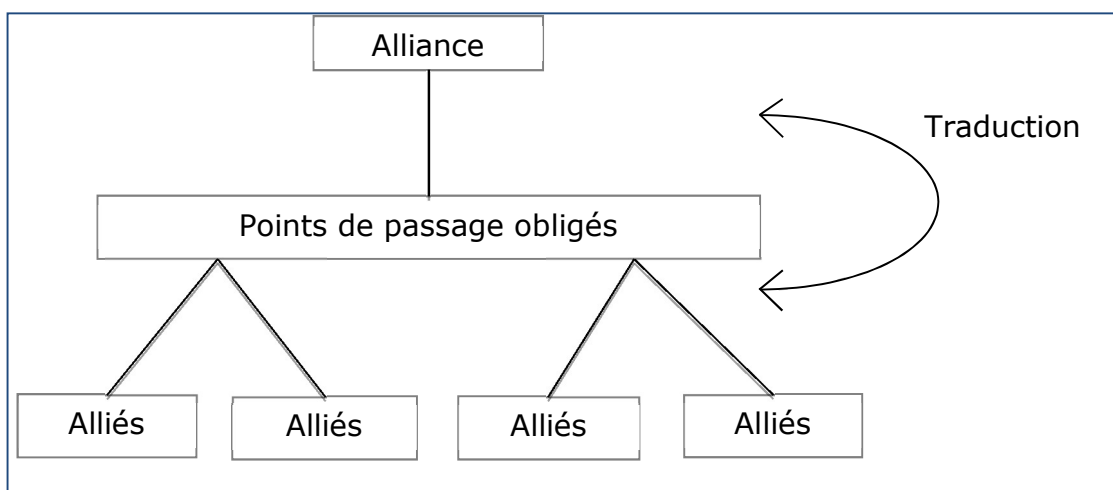 Alliance
Traduction
Points de passage obligés
Alliés
Alliés
Alliés
Alliés